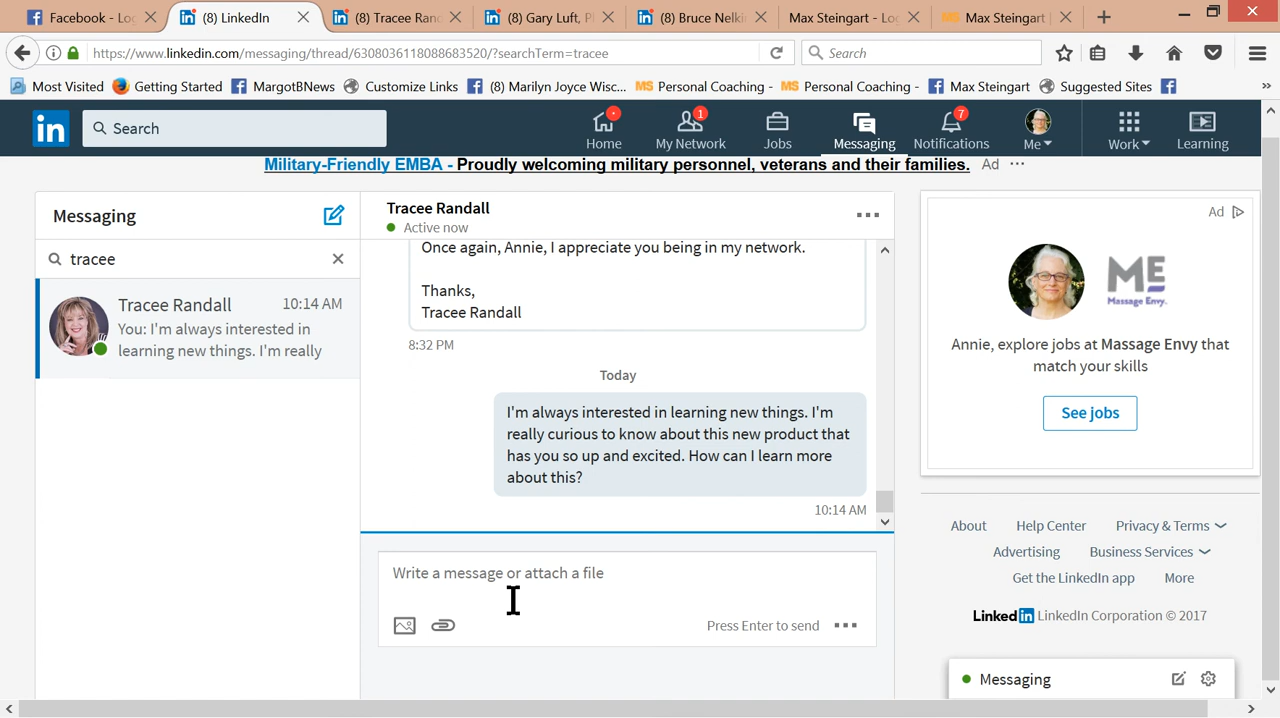 Facebook - Log
(8) LinkedIn
(8) Tracee Ran
(8) Gary Luft, P
(8) Bruce Nelki
Max Steingart - Lo
Max Steingart
https://www.linkedin.com/messaging/thread/6308036118088683520/?searchTerm=tracee
Search
Most Visited
Getting Started
MargotBNews
Customize Links
(8) Marilyn Joyce Wisc...
MS Personal Coaching -
MS Personal Coaching -
Max Steingart
Suggested Sites
in
Search
Home
1
My Network
Jobs
Messaging
7
Notifications
Me
Work
Learning
Military-Friendly EMBA - Proudly welcoming military personnel, veterans and their families. Ad ...
Messaging
tracee
Tracee Randall 10:14 AM
You: I'm always interested in
learning new things. I'm really
Tracee Randall
Active now
Once again, Annie, I appreciate you being in my network.
Thanks,
Tracee Randall
8:32 PM
Today
I'm always interested in learning new things. I'm
really curious to know about this new product that
has you so up and excited. How can I learn more
about this?
10:14 AM
Write a message or attach a file
Press Enter to send
Ad
ME
Massage Envy.
Annie, explore jobs at Massage Envy that
match your skills
See jobs
About Help Center Privacy & Terms
Advertising Business Services
Get the LinkedIn app More
Linked in LinkedIn Corporation © 2017
Messaging